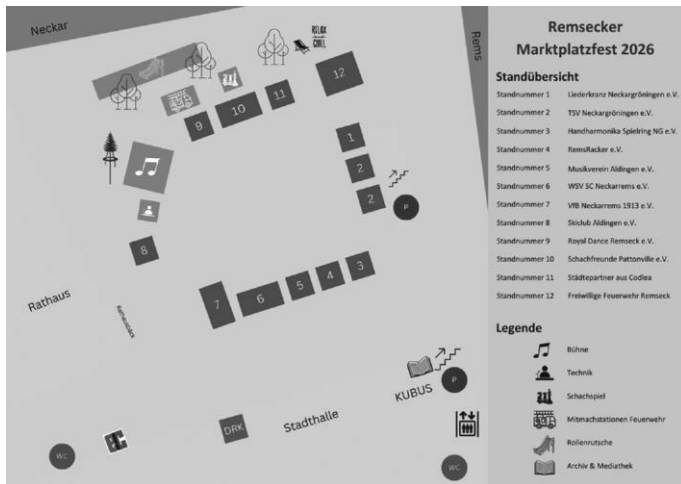 Neckar
RELAX
Rems
12
11
10
9
1
2
2
P
8
3
4
5
6
7
Rathaus
Rathausbäck
KUBUS
P
Stadthalle
DRK
WC
WC
Remsecker
Marktplatzfest 2026
Standübersicht
Standnummer 1 Liederkranz Neckargröningen e.V.
Standnummer 2 TSV Neckargröningen e.V.
Standnummer 3 Handharmonika Spielring NG e.V.
Standnummer 4 RemsRacker e.V.
Standnummer 5 Musikverein Aldingen e.V.
Standnummer 6 WSV SC Neckarrems e.V.
Standnummer 7 VfB Neckarrems 1913 e.V.
Standnummer 8 Skiclub Aldingen e.V.
Standnummer 9 Royal Dance Remseck e.V.
Standnummer 10 Schachfreunde Pattonville e.V.
Standnummer 11 Städtepartner aus Codlea
Standnummer 12 Freiwillige Feuerwehr Remseck
Legende
Bühne
Technik
Schachspiel
Mitmachstationen Feuerwehr
Rollenrutsche
Archiv & Mediathek